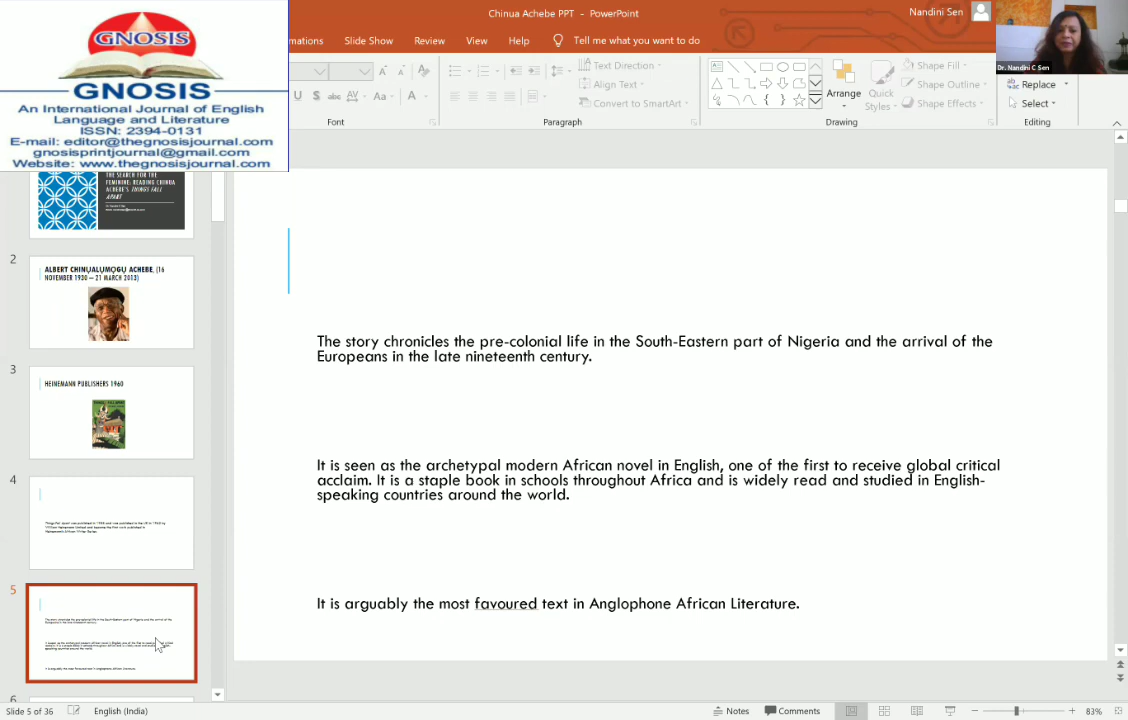 GNOSIS
GNOSIS
An International Journal of English
Language and Literature
ISSN: 2394-0131
E-mail: editor@thegnosisjournal.com
gnosisprintjournal@gmail.com
Website: www.thegnosisjournal.com
Chinua Achebe PPT - PowerPoint
Nandini Sen
Dr. Nandini C Sen
mations
Slide Show
Review
View
Help
Tell me what you want to do
Text Direction
Align Text
Convert to SmartArt
Arrange
Quick
Styles
Shape Fill
Shape Outline
Shape Effects
Replace
Select
Font
Paragraph
Drawing
Editing
THE SEARCH FOR THE
FEMININE: READING CHINUA
ACHEBE'S THINGS FALL
APART
2
ALBERT CHINỤALỤMỌGỤ ACHEBE, (16
NOVEMBER 1930 – 21 MARCH 2013)
3
HEINEMANN PUBLISHERS 1960
4
5
6
The story chronicles the pre-colonial life in the South-Eastern part of Nigeria and the arrival of the
Europeans in the late nineteenth century.
It is seen as the archetypal modern African novel in English, one of the first to receive global critical
acclaim. It is a staple book in schools throughout Africa and is widely read and studied in English-
speaking countries around the world.
It is arguably the most favoured text in Anglophone African Literature.
Slide 5 of 36
English (India)
Notes
Comments
83%